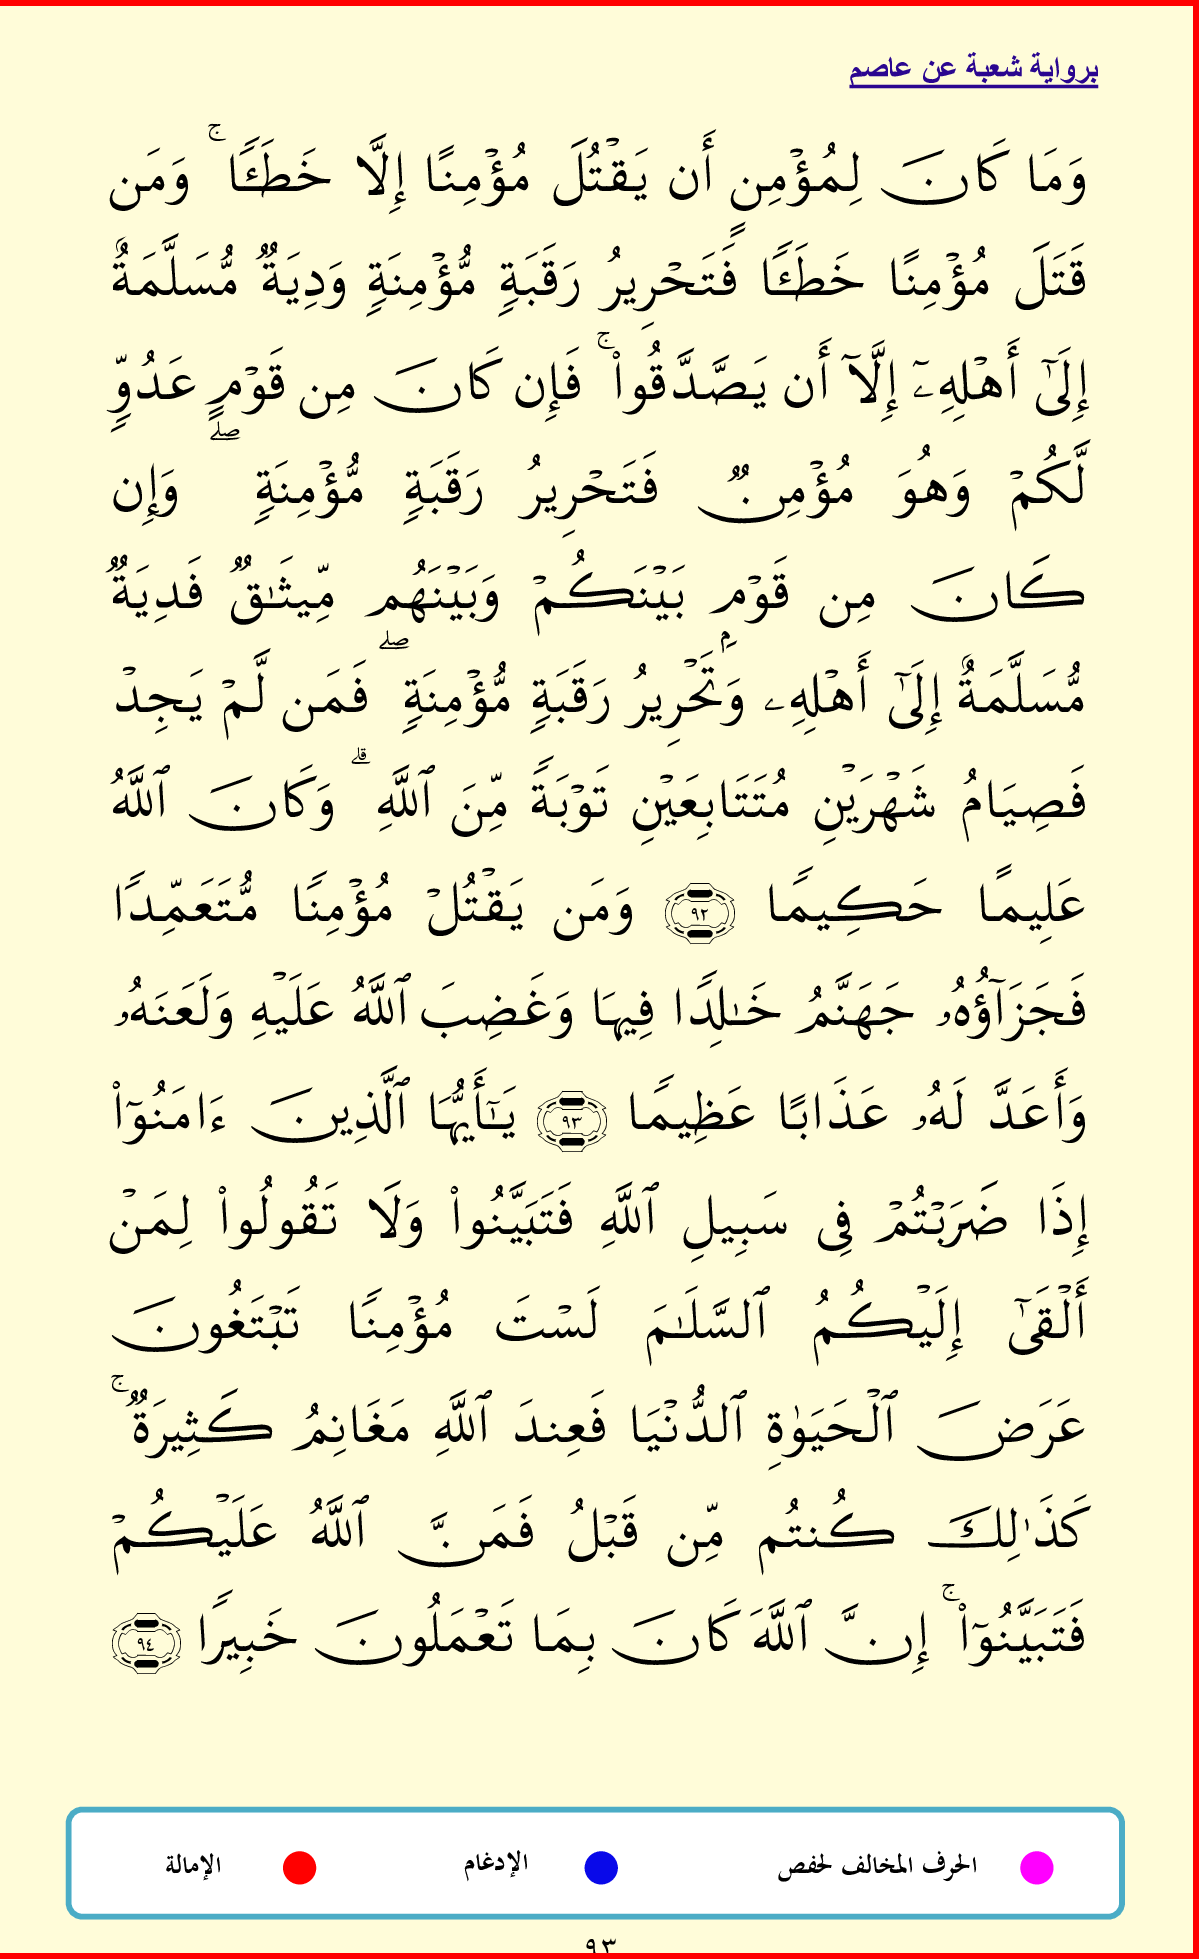 برواية شعبة عن عاصم
وَمَا كَانَ لِمُؤۡمِنٍ أَن يَقۡتُلَ مُؤۡمِنًا إِلَّا خَطَـٔٗاۚ وَمَن
قَتَلَ مُؤۡمِنًا خَطَـٔٗا فَتَحۡرِيرُ رَقَبَةٖ مُّؤۡمِنَةٖ وَدِيَةٞ مُّسَلَّمَةٌ
إِلَىٰٓ أَهۡلِهِۦٓ إِلَّآ أَن يَصَّدَّقُواْۚ فَإِن كَانَ مِن قَوۡمٍ عَدُوّٖ
لَّكُمۡ وَهُوَ مُؤۡمِنٞ فَتَحۡرِيرُ رَقَبَةٖ مُّؤۡمِنَةٖۖ وَإِن
كَانَ مِن قَوۡمِۭ بَيۡنَكُمۡ وَبَيۡنَهُم مِّيثَٰقٞ فَدِيَةٞ
مُّسَلَّمَةٌ إِلَىٰٓ أَهۡلِهِۦ وَتَحۡرِيرُ رَقَبَةٖ مُّؤۡمِنَةٖۖ فَمَن لَّمۡ يَجِدۡ
فَصِيَامُ شَهۡرَيۡنِ مُتَتَابِعَيۡنِ تَوۡبَةٗ مِّنَ ٱللَّهِۗ وَكَانَ ٱللَّهُ
عَلِيمًا حَكِيمٗا ٩٢ وَمَن يَقۡتُلۡ مُؤۡمِنٗا مُّتَعَمِّدٗا
فَجَزَآؤُهُۥ جَهَنَّمُ خَٰلِدٗا فِيهَا وَغَضِبَ ٱللَّهُ عَلَيۡهِ وَلَعَنَهُۥ
وَأَعَدَّ لَهُۥ عَذَابًا عَظِيمٗا ٩٣ يَٰٓأَيُّهَا ٱلَّذِينَ ءَامَنُوٓاْ
إِذَا ضَرَبۡتُمۡ فِي سَبِيلِ ٱللَّهِ فَتَبَيَّنُواْ وَلَا تَقُولُواْ لِمَنۡ
أَلۡقَىٰٓ إِلَيۡكُمُ ٱلسَّلَٰمَ لَسۡتَ مُؤۡمِنٗا تَبۡتَغُونَ
عَرَضَ ٱلۡحَيَوٰةِ ٱلدُّنۡيَا فَعِندَ ٱللَّهِ مَغَانِمُ كَثِيرَةٞۚ
كَذَٰلِكَ كُنتُم مِّن قَبۡلُ فَمَنَّ ٱللَّهُ عَلَيۡكُمۡ
فَتَبَيَّنُوٓاْۚ إِنَّ ٱللَّهَ كَانَ بِمَا تَعۡمَلُونَ خَبِيرٗا ٩٤
الحرف المخالف لحفص الإدغام الإمالة
٩٣